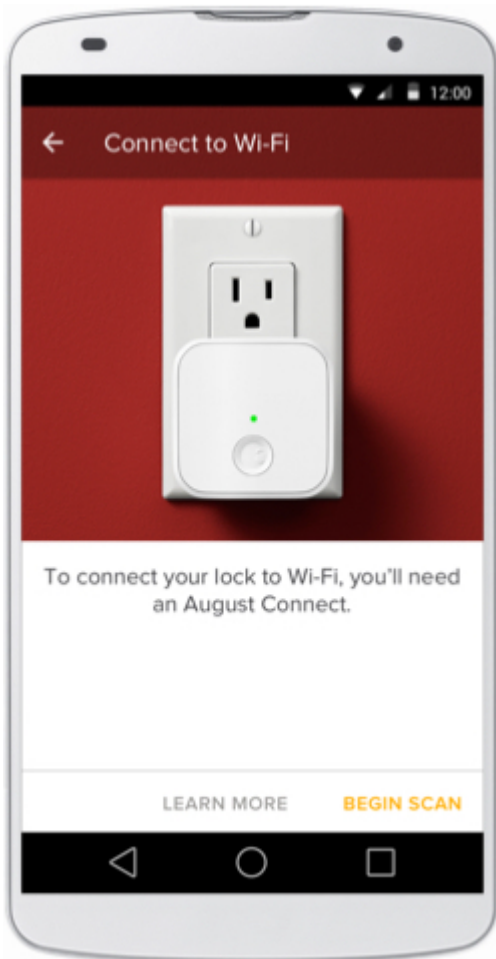 12:00
Connect to Wi-Fi
To connect your lock to Wi-Fi, you'll need
an August Connect.
LEARN MORE BEGIN SCAN